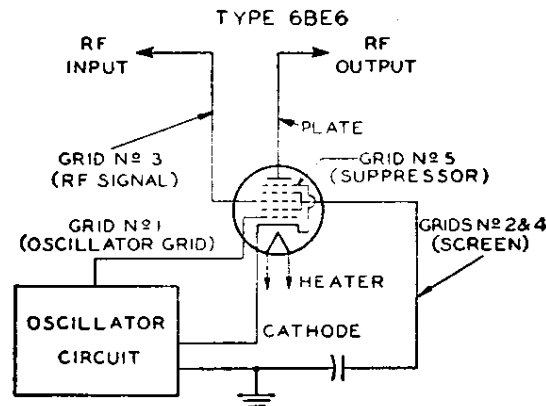 TYPE 6BE6
RF
INPUT
RF
OUTPUT
PLATE
GRID Nº 3
(RF SIGNAL)
GRID Nº 5
(SUPPRESSOR)
GRID Nº 1
(OSCILLATOR GRID)
GRIDS Nº 2&4
(SCREEN)
HEATER
CATHODE
OSCILLATOR
CIRCUIT